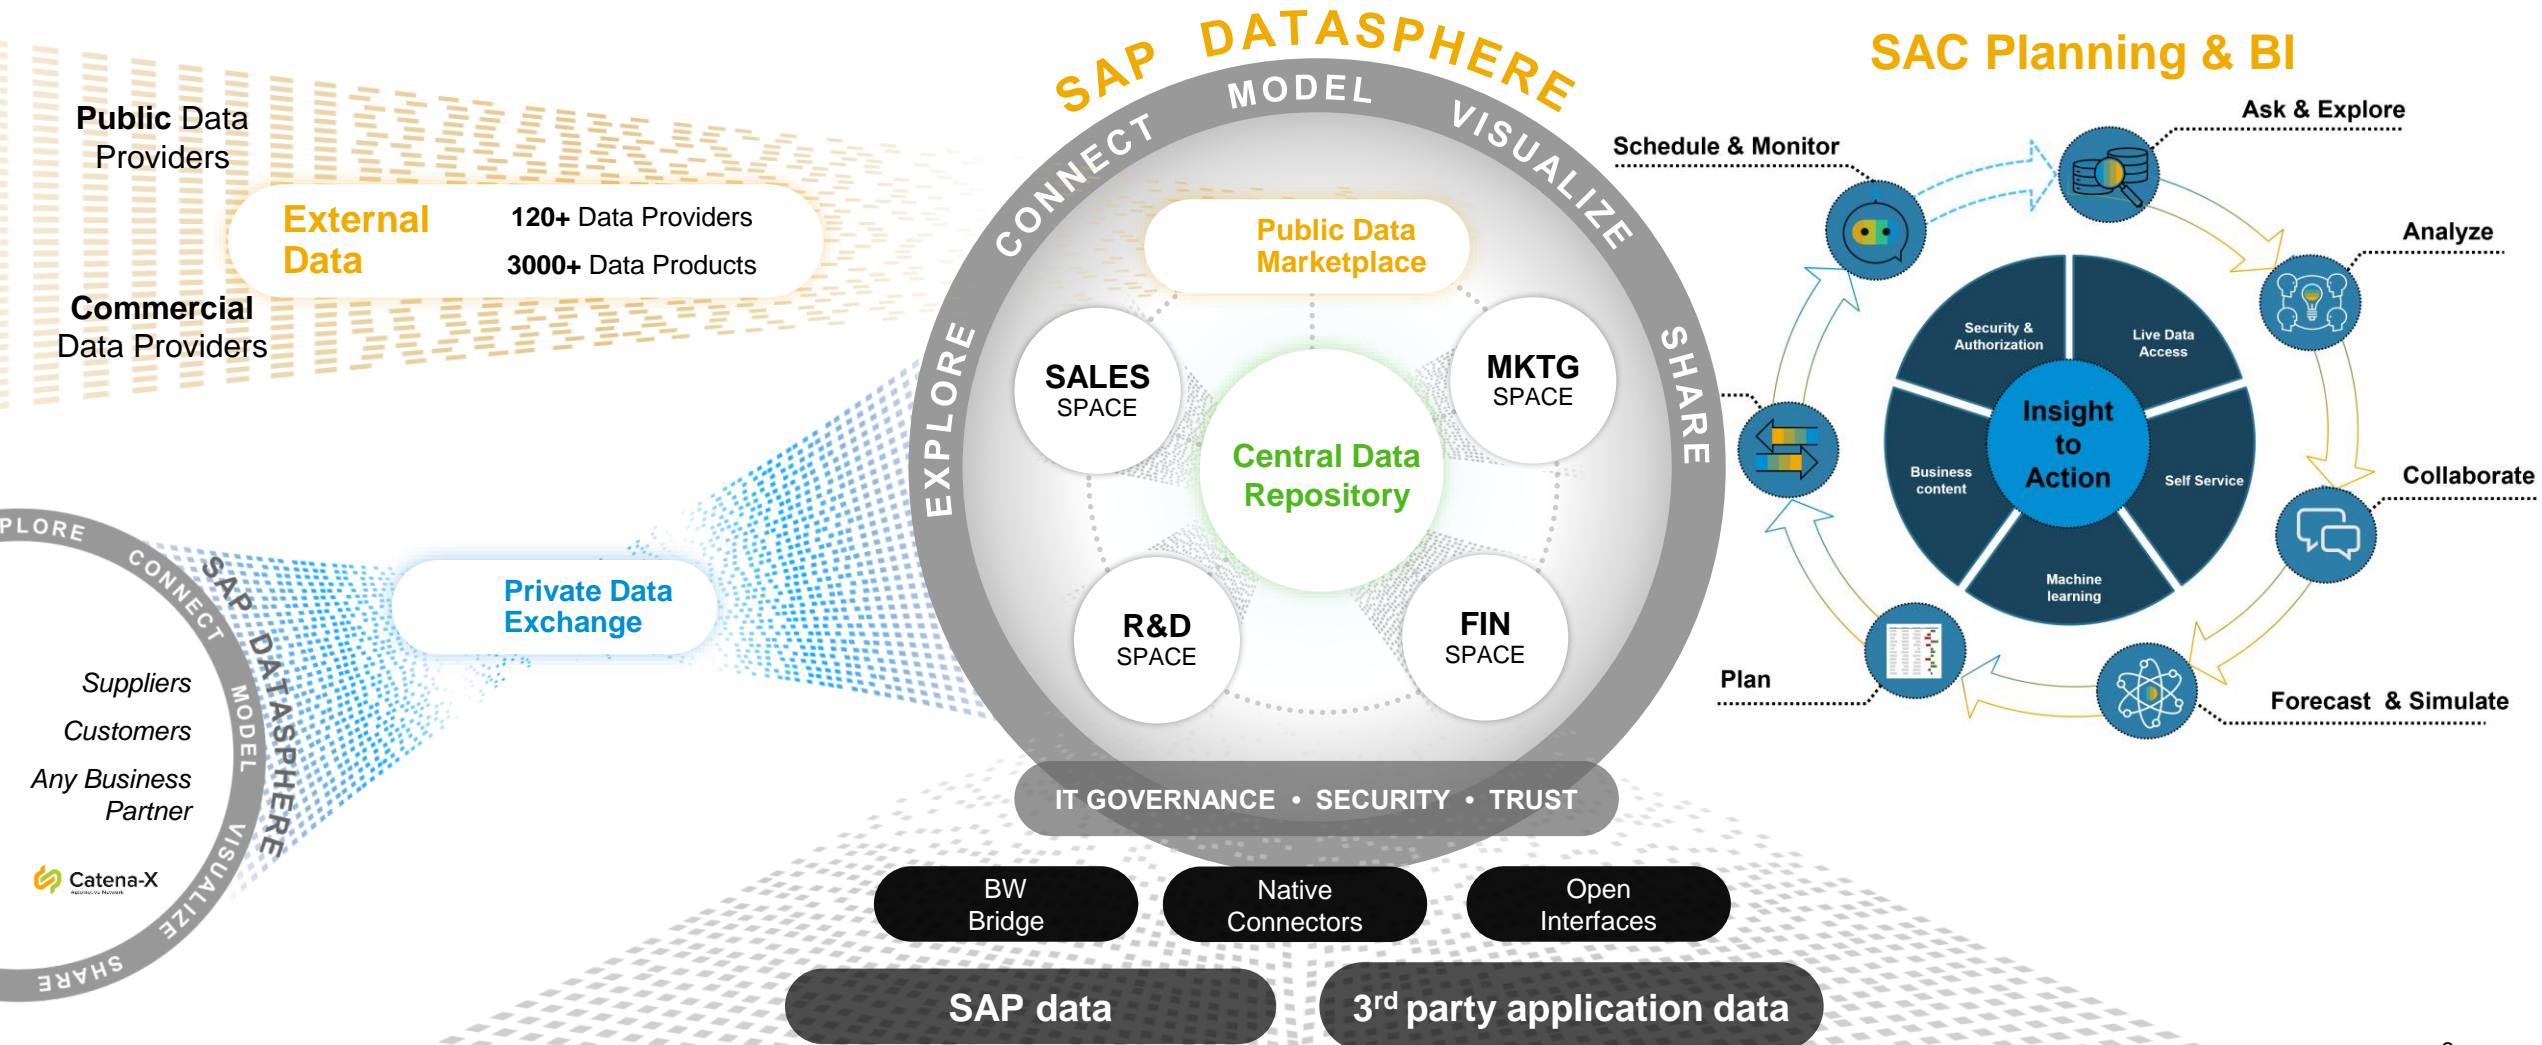 SAP DATASPHERE
EXPLORE CONNECT MODEL VISUALIZE SHARE
Public Data
Providers
External
Data
120+ Data Providers
3000+ Data Products
Commercial
Data Providers
Public Data
Marketplace
SALES
SPACE
MKTG
SPACE
Central Data
Repository
R&D
SPACE
FIN
SPACE
Private Data
Exchange
PLORE CONNECT MODEL VISUALIZE SHARE
SAP DATASPHERE
Suppliers
Customers
Any Business
Partner
Catena-X
Automotive Network
IT GOVERNANCE • SECURITY • TRUST
BW
Bridge
Native
Connectors
Open
Interfaces
SAP data
3rd party application data
SAC Planning & BI
Ask & Explore
Schedule & Monitor
Analyze
Collaborate
Forecast & Simulate
Plan
Security &
Authorization
Live Data
Access
Insight
to
Action
Business
content
Self Service
Machine
learning